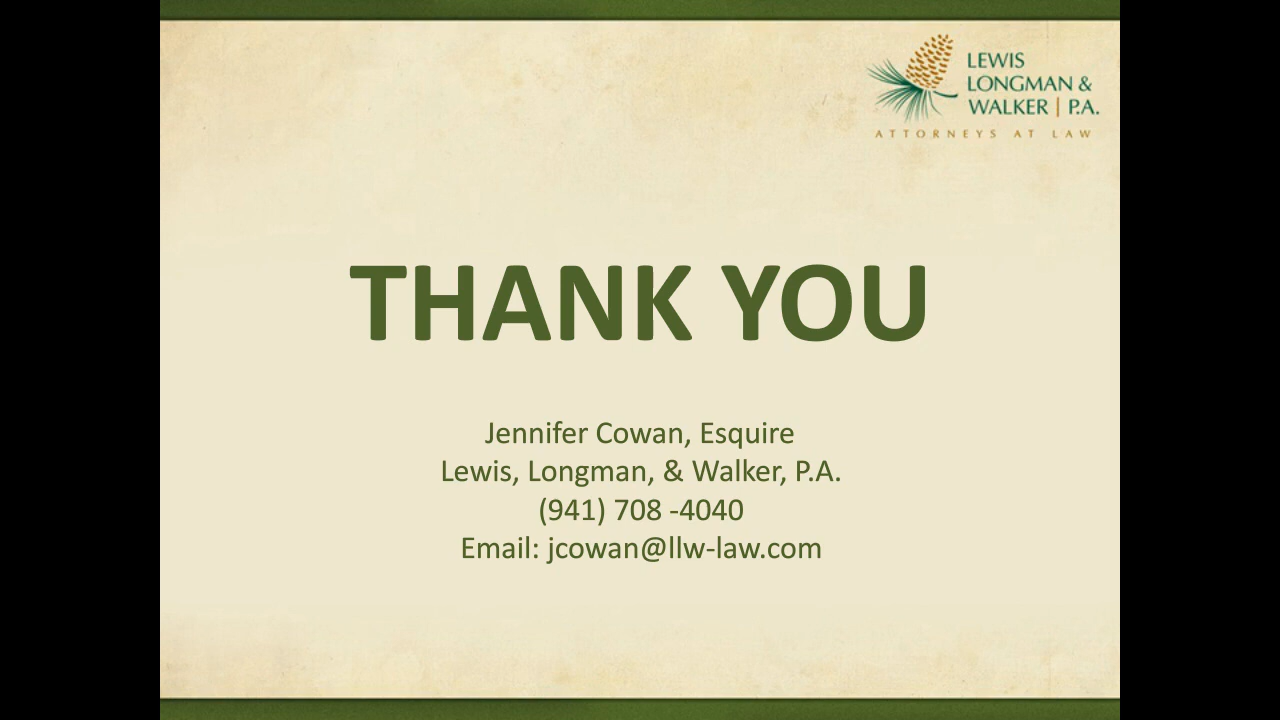 LEWIS
LONGMAN &
WALKER | P.A.
ATTORNEYS AT LAW
THANK YOU
Jennifer Cowan, Esquire
Lewis, Longman, & Walker, P.A.
(941) 708 -4040
Email: jcowan@llw-law.com